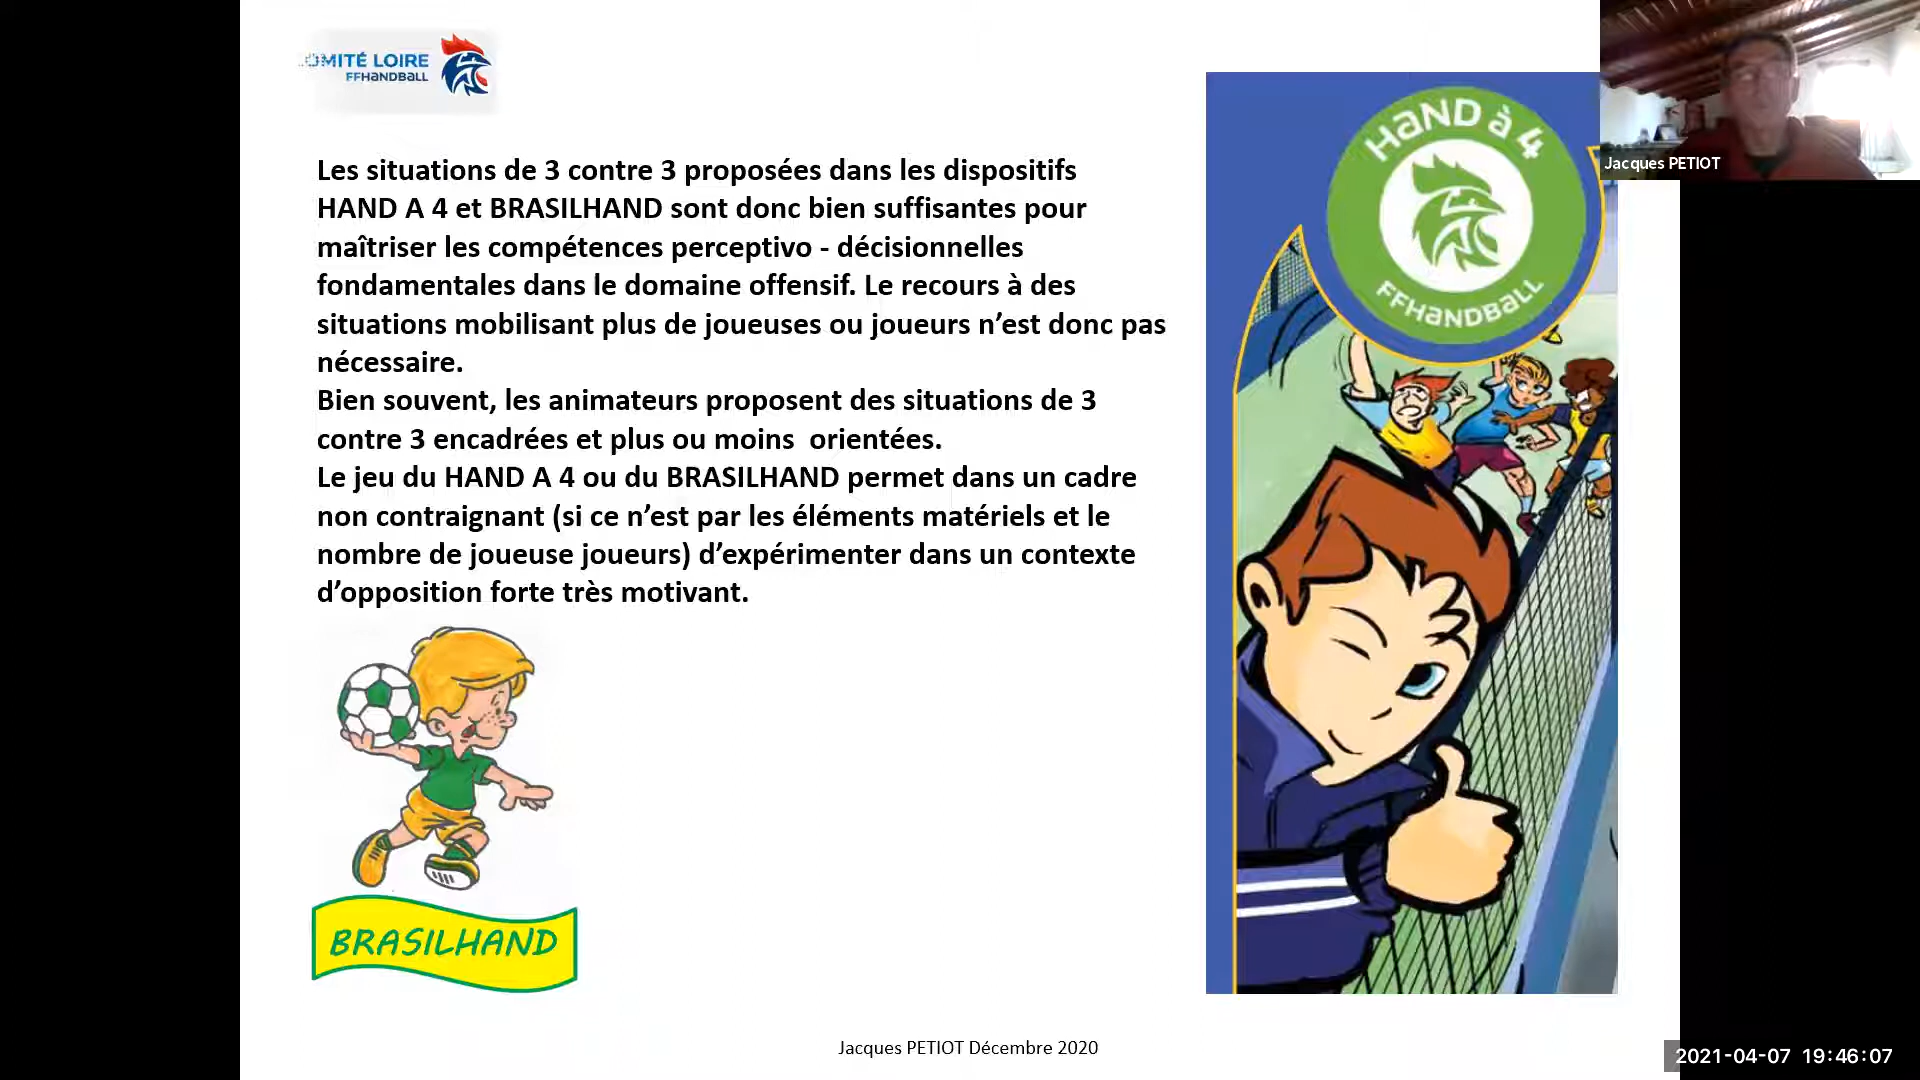 COMITÉ LOIRE
FFHANDBALL
HAND à 4
FFHANDBALL
Jacques PETIOT
Les situations de 3 contre 3 proposées dans les dispositifs
HAND A 4 et BRASILHAND sont donc bien suffisantes pour
maîtriser les compétences perceptivo - décisionnelles
fondamentales dans le domaine offensif. Le recours à des
situations mobilisant plus de joueuses ou joueurs n’est donc pas
nécessaire.
Bien souvent, les animateurs proposent des situations de 3
contre 3 encadrées et plus ou moins  orientées.
Le jeu du HAND A 4 ou du BRASILHAND permet dans un cadre
non contraignant (si ce n’est par les éléments matériels et le
nombre de joueuse joueurs) d’expérimenter dans un contexte
d’opposition forte très motivant.
BRASILHAND
Jacques PETIOT Décembre 2020
2021-04-07 19:46:07